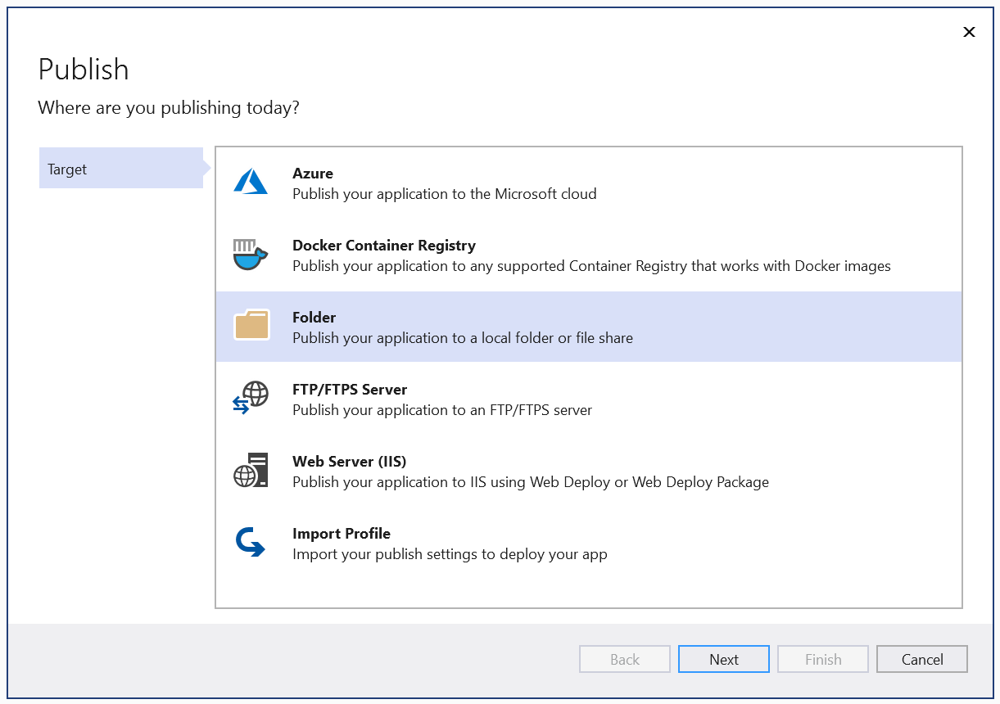 Publish
Where are you publishing today?
Target
Azure
Publish your application to the Microsoft cloud
Docker Container Registry
Publish your application to any supported Container Registry that works with Docker images
Folder
Publish your application to a local folder or file share
FTP/FTPS Server
Publish your application to an FTP/FTPS server
Web Server (IIS)
Publish your application to IIS using Web Deploy or Web Deploy Package
Import Profile
Import your publish settings to deploy your app
Back
Next
Finish
Cancel